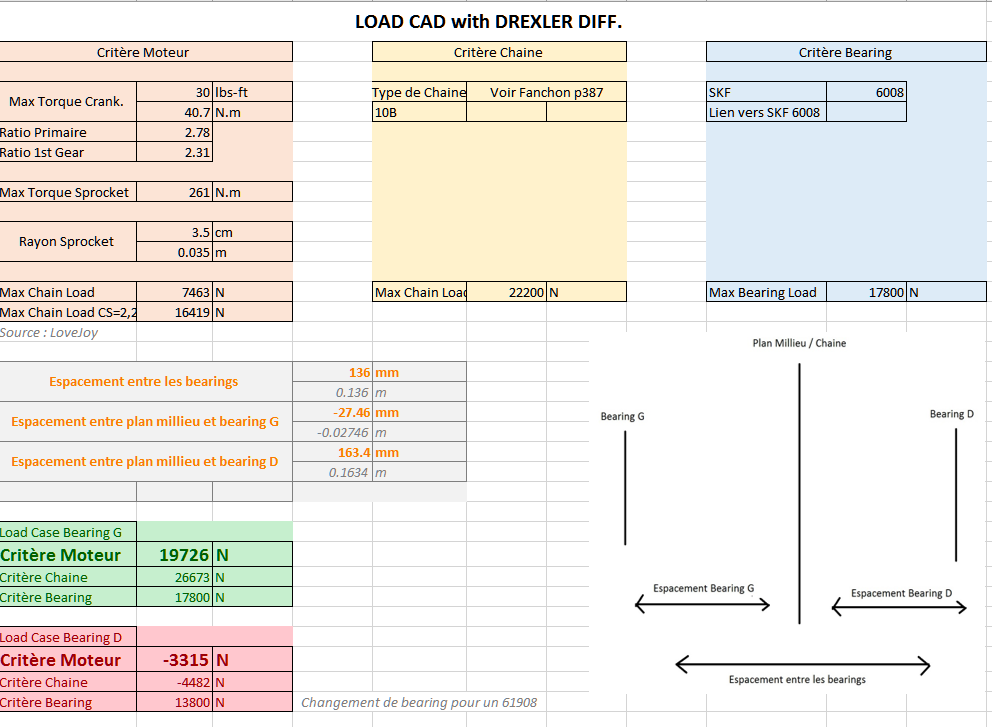 LOAD CAD with DREXLER DIFF.
Critère Moteur
Critère Chaine
Critère Bearing
Max Torque Crank.
30 lbs-ft
40.7 N.m
Ratio Primaire 2.78
Ratio 1st Gear 2.31
Type de Chaine Voir Fanchon p387
10B
SKF 6008
Lien vers SKF 6008
Max Torque Sprocket 261 N.m
Rayon Sprocket
3.5 cm
0.035 m
Max Chain Load 7463 N
Max Chain Load CS=2,2 16419 N
Max Chain Load 22200 N
Max Bearing Load 17800 N
Source : LoveJoy
Espacement entre les bearings
136 mm
0.136 m
Espacement entre plan millieu et bearing G
-27.46 mm
-0.02746 m
Espacement entre plan millieu et bearing D
163.4 mm
0.1634 m
Plan Millieu / Chaine
Bearing G
Bearing D
Espacement Bearing G
Espacement Bearing D
Espacement entre les bearings
Load Case Bearing G
Critère Moteur 19726 N
Critère Chaine 26673 N
Critère Bearing 17800 N
Load Case Bearing D
Critère Moteur -3315 N
Critère Chaine -4482 N
Critère Bearing 13800 N
Changement de bearing pour un 61908